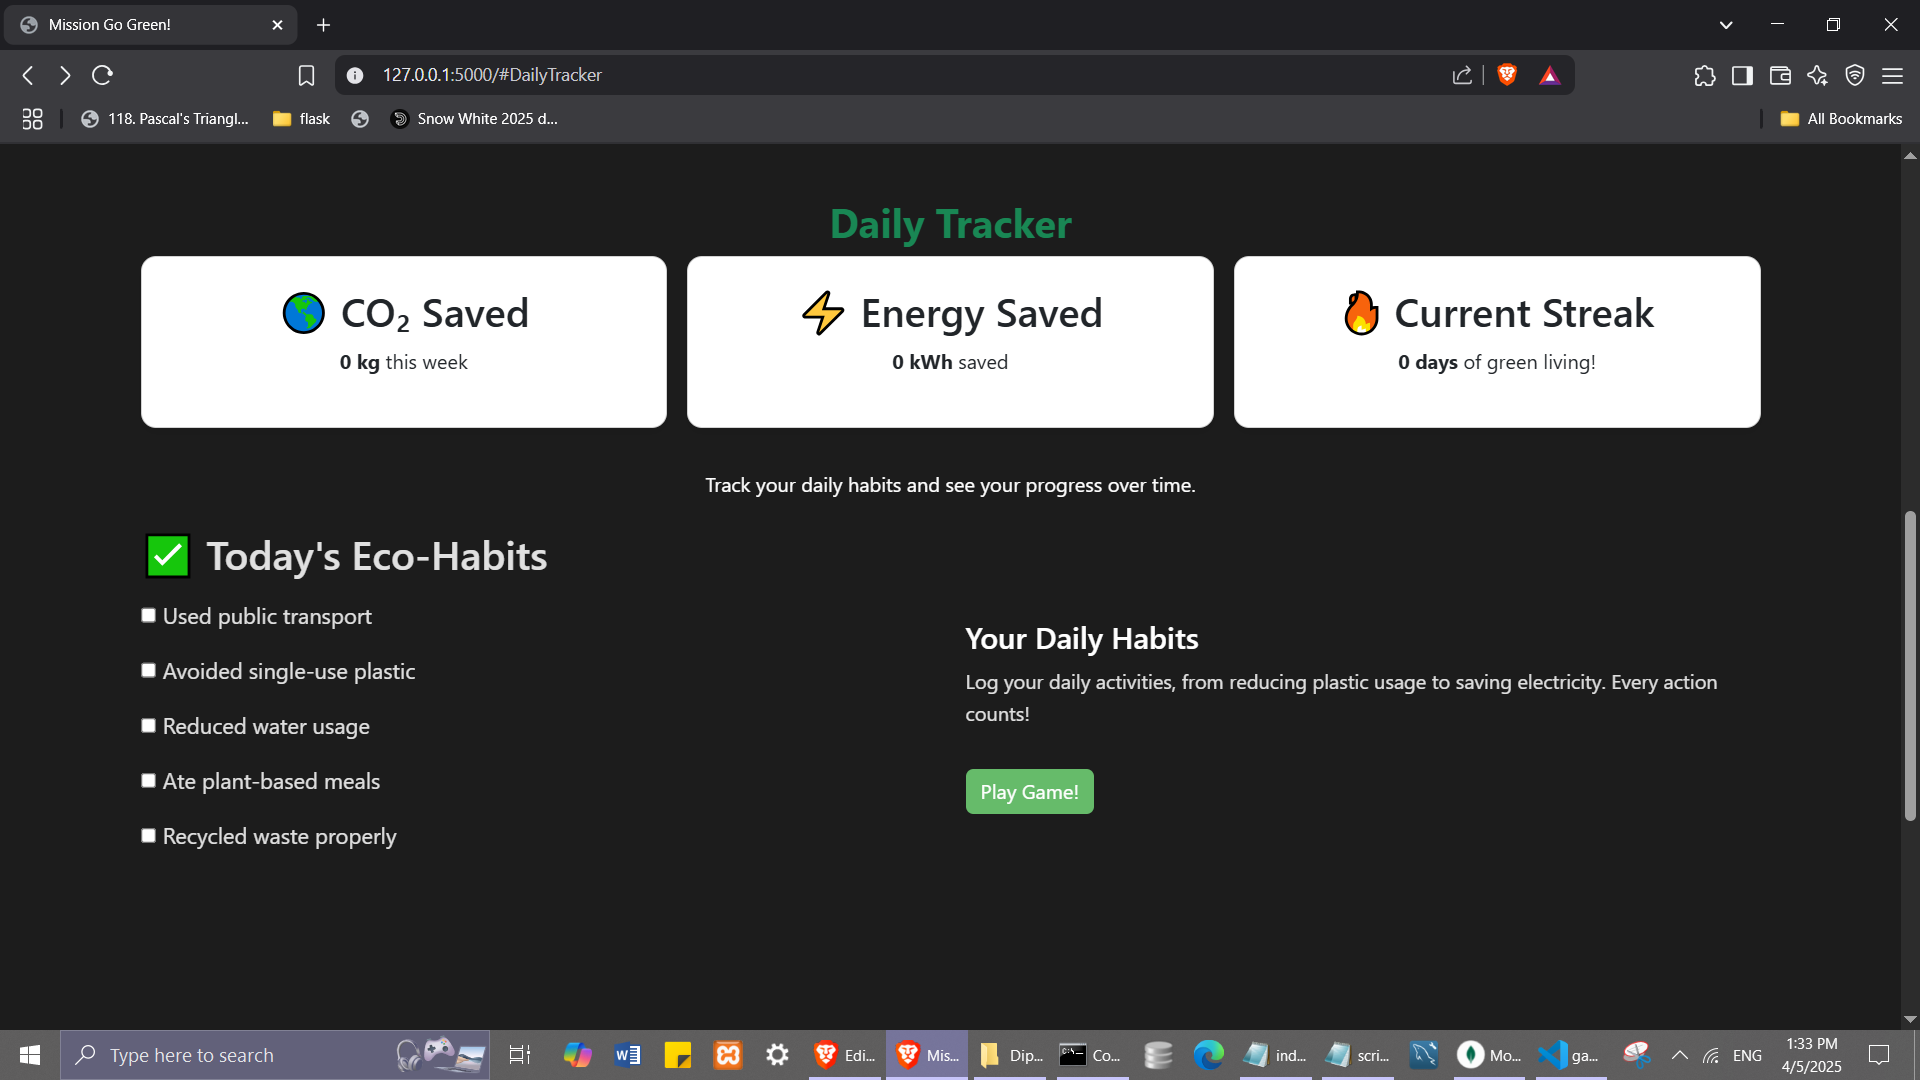 Mission Go Green!
127.0.0.1:5000/#DailyTracker
118. Pascal's Triangl...
flask
Snow White 2025 d...
All Bookmarks
Daily Tracker
CO₂ Saved
0 kg this week
Energy Saved
0 kWh saved
Current Streak
0 days of green living!
Track your daily habits and see your progress over time.
Today's Eco-Habits
Used public transport
Avoided single-use plastic
Reduced water usage
Ate plant-based meals
Recycled waste properly
Your Daily Habits
Log your daily activities, from reducing plastic usage to saving electricity. Every action
counts!
Play Game!
Type here to search
Edi...
Mis...
Dip...
Co...
ind...
scri...
Mo...
ga...
ENG
1:33 PM
4/5/2025